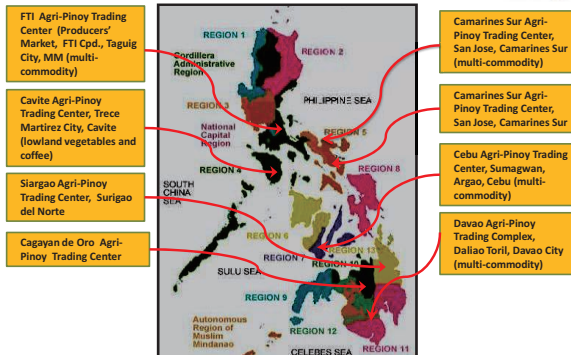 FTI Agri-Pinoy Trading
Center (Producers’
Market, FTI Cpd., Taguig
City, MM (multi-
commodity)
Cavite Agri-Pinoy
Trading Center, Trece
Martirez City, Cavite
(lowland vegetables and
coffee)
Siargao Agri-Pinoy
Trading Center, Surigao
del Norte
Cagayan de Oro Agri-
Pinoy Trading Center
REGION 1
REGION 2
Cordillera
Administrative
Region
REGION 3
PHILIPPINE SEA
National
Capital
Region
REGION 5
REGION 4
REGION 8
SOUTH
CHINA
SEA
REGION 6
REGION 7
REGION 13
REGION 10
SULU SEA
REGION 9
REGION 12
Autonomous
Region of
Muslim
Mindanao
REGION 11
CELEBES SEA
Camarines Sur Agri-
Pinoy Trading Center,
San Jose, Camarines Sur
(multi-commodity)
Camarines Sur Agri-
Pinoy Trading Center,
San Jose, Camarines Sur
Cebu Agri-Pinoy Trading
Center, Sumagwan,
Argao, Cebu (multi-
commodity)
Davao Agri-Pinoy
Trading Complex,
Daliao Toril, Davao City
(multi-commodity)